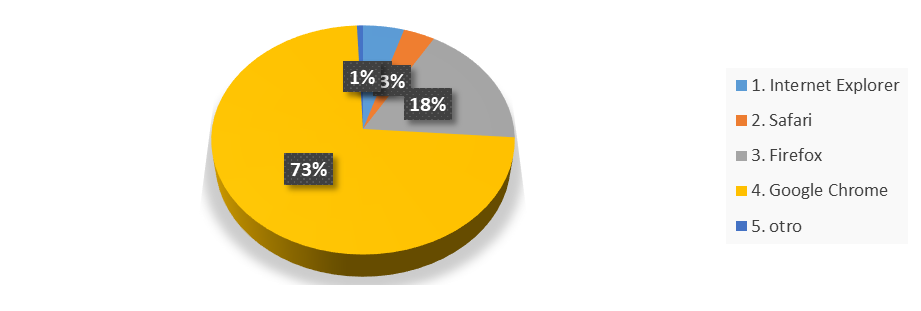 1%
3%
18%
73%
1. Internet Explorer
2. Safari
3. Firefox
4. Google Chrome
5. otro